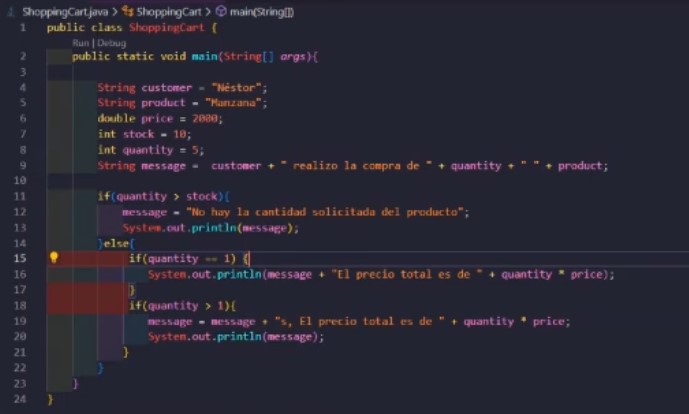 ShoppingCart.java > ShoppingCart > main(String[])
1 public class ShoppingCart {
Run | Debug
2 public static void main(String[] args){
3
4 String customer = "Néstor";
5 String product = "Manzana";
6 double price = 2000;
7 int stock = 10;
8 int quantity = 5;
9 String message =  customer + " realizo la compra de " + quantity + " " + product;
10
11 if(quantity > stock){
12 message = "No hay la cantidad solicitada del producto";
13 System.out.println(message);
14 }else{
15 if(quantity == 1) {
16 System.out.println(message + "El precio total es de " + quantity * price);
17 }
18 if(quantity > 1){
19 message = message + "s, El precio total es de " + quantity * price;
20 System.out.println(message);
21 }
22 }
23 }
24 }